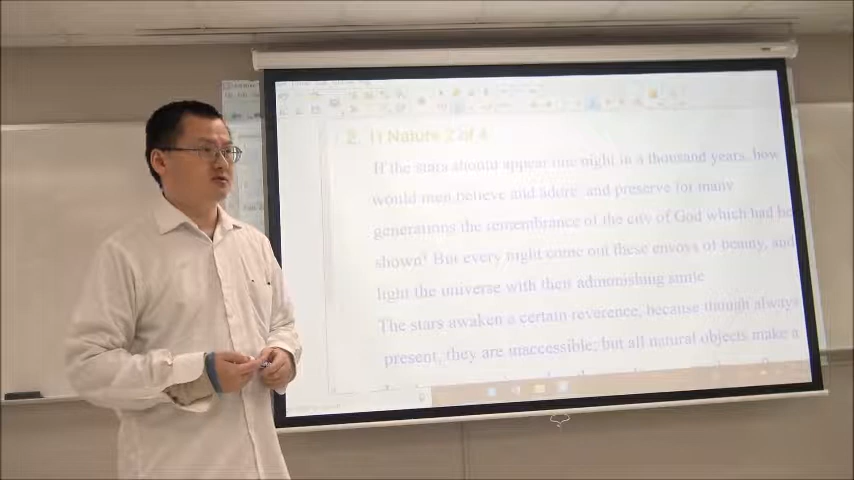 2. 11 Nature 2 of 4
If the stars should appear one night in a thousand years, how
would men believe and adore, and preserve for many
generations the remembrance of the city of God which had be
shown! But every night come out these envoys of beauty, and
light the universe with their admonishing smile
The stars awaken a certain reverence, because though always
present, they are inaccessible; but all natural objects make a